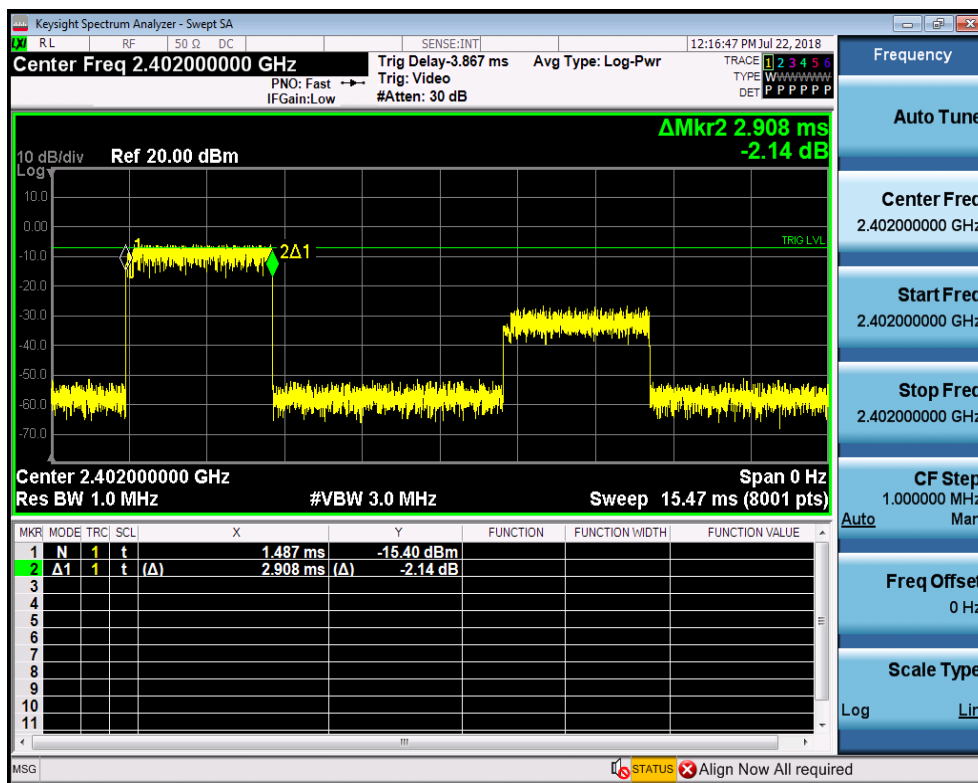 Keysight Spectrum Analyzer - Swept SA
LXI RL RF 50 Ω DC SENSE:INT 12:16:47 PM Jul 22, 2018
Center Freq 2.402000000 GHz
PNO: Fast
IFGain:Low
Trig Delay-3.867 ms
Trig: Video
#Atten: 30 dB
Avg Type: Log-Pwr
TRACE 1 2 3 4 5 6
TYPE WWWWWW
DET P P P P P P
ΔMkr2 2.908 ms
-2.14 dB
10 dB/div Ref 20.00 dBm
Log
10.0
0.00
-10.0
-20.0
-30.0
-40.0
-50.0
-60.0
-70.0
1
2Δ1
TRIG LVL
Center 2.402000000 GHz Span 0 Hz
Res BW 1.0 MHz #VBW 3.0 MHz Sweep 15.47 ms (8001 pts)
MKR MODE TRC SCL X Y FUNCTION FUNCTION WIDTH FUNCTION VALUE
1 N 1 t 1.487 ms -15.40 dBm
2 Δ1 1 t (Δ) 2.908 ms (Δ) -2.14 dB
3
4
5
6
7
8
9
10
11
MSG STATUS Align Now All required
Frequency
Auto Tune
Center Freq
2.402000000 GHz
Start Freq
2.402000000 GHz
Stop Freq
2.402000000 GHz
CF Step
1.000000 MHz
Auto Man
Freq Offset
0 Hz
Scale Type
Log Lin